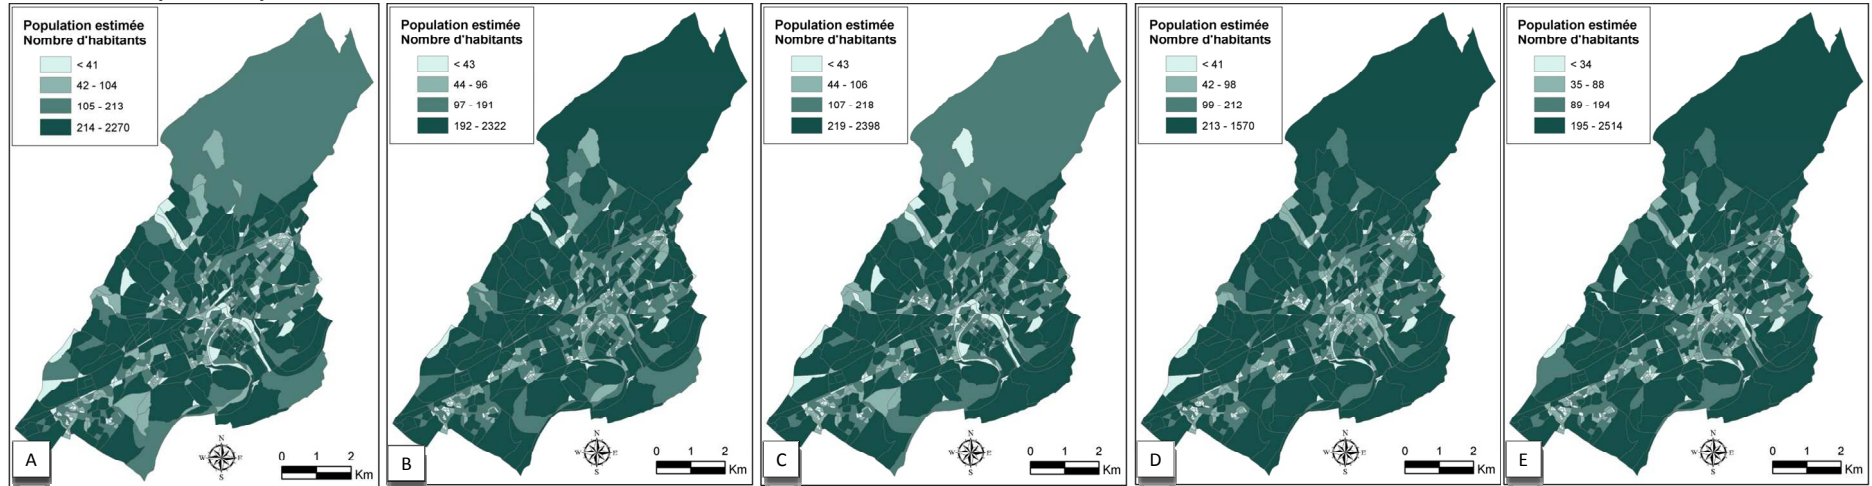 Population estimée
Nombre d'habitants
< 41
42 - 104
105 - 213
214 - 2270
A
N
W E
S
0 1 2
Km
Population estimée
Nombre d'habitants
< 43
44 - 96
97 - 191
192 - 2322
B
N
W E
S
0 1 2
Km
Population estimée
Nombre d'habitants
< 43
44 - 106
107 - 218
219 - 2398
C
N
W E
S
0 1 2
Km
Population estimée
Nombre d'habitants
< 41
42 - 98
99 - 212
213 - 1570
D
N
W E
S
0 1 2
Km
Population estimée
Nombre d'habitants
< 34
35 - 88
89 - 194
195 - 2514
E
N
W E
S
0 1 2
Km